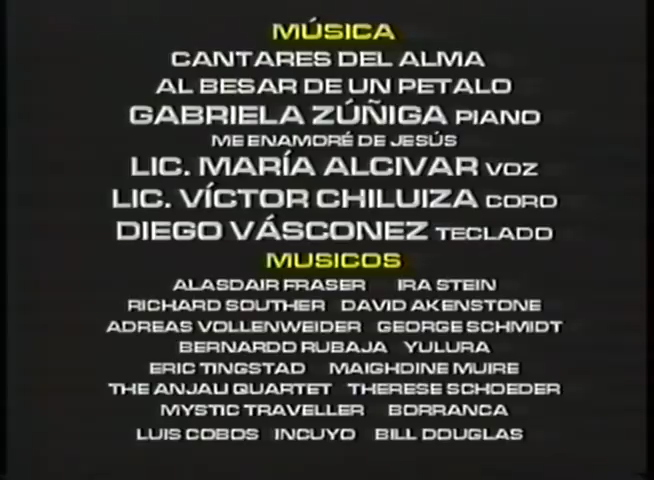 MÚSICA
CANTARES DEL ALMA
AL BESAR DE UN PETALO
GABRIELA ZÚÑIGA PIANO
ME ENAMORÉ DE JESÚS
LIC. MARÍA ALCIVAR VOZ
LIC. VÍCTOR CHILUIZA CORO
DIEGO VÁSCONEZ TECLADO
MUSICOS
ALASDAIR FRASER IRA STEIN
RICHARD SOUTHER DAVID AKENSTONE
ADREAS VOLLENWEIDER GEORGE SCHMIDT
BERNARDO RUBAJA YULURA
ERIC TINGSTAD MAIGHDINE MUIRE
THE ANJALI QUARTET THERESE SCHOEDER
MYSTIC TRAVELLER BORRANCA
LUIS COBOS INCUYO BILL DOUGLAS